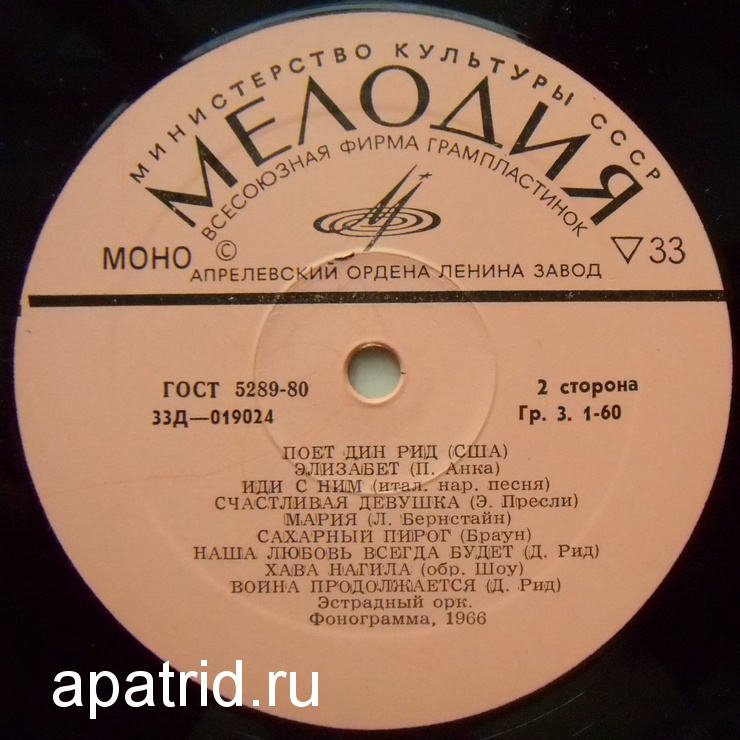 МИНИСТЕРСТВО КУЛЬТУРЫ СССР
МЕЛОДИЯ
ВСЕСОЮЗНАЯ ФИРМА ГРАМПЛАСТИНОК
МОНО © ▽ 33
АПРЕЛЕВСКИЙ ОРДЕНА ЛЕНИНА ЗАВОД
ГОСТ 5289-80 2 сторона
33Д—019024 Гр. 3. 1-60
ПОЕТ ДИН РИД (США)
ЭЛИЗАБЕТ (П. Анка)
ИДИ С НИМ (итал. нар. песня)
СЧАСТЛИВАЯ ДЕВУШКА (Э. Пресли)
МАРИЯ (Л. Бернстайн)
САХАРНЫЙ ПИРОГ (Браун)
НАША ЛЮБОВЬ ВСЕГДА БУДЕТ (Д. Рид)
ХАВА НАГИЛА (обр. Шоу)
ВОЙНА ПРОДОЛЖАЕТСЯ (Д. Рид)
Эстрадный орк.
Фонограмма, 1966
apatrid.ru